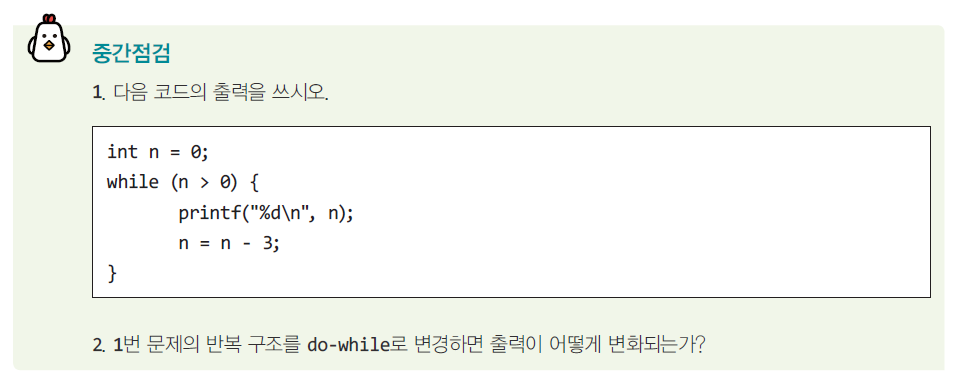 중간점검
1. 다음 코드의 출력을 쓰시오.
int n = 0;
while (n > 0) {
printf("%d\n", n);
n = n - 3;
}
2. 1번 문제의 반복 구조를 do-while로 변경하면 출력이 어떻게 변화되는가?